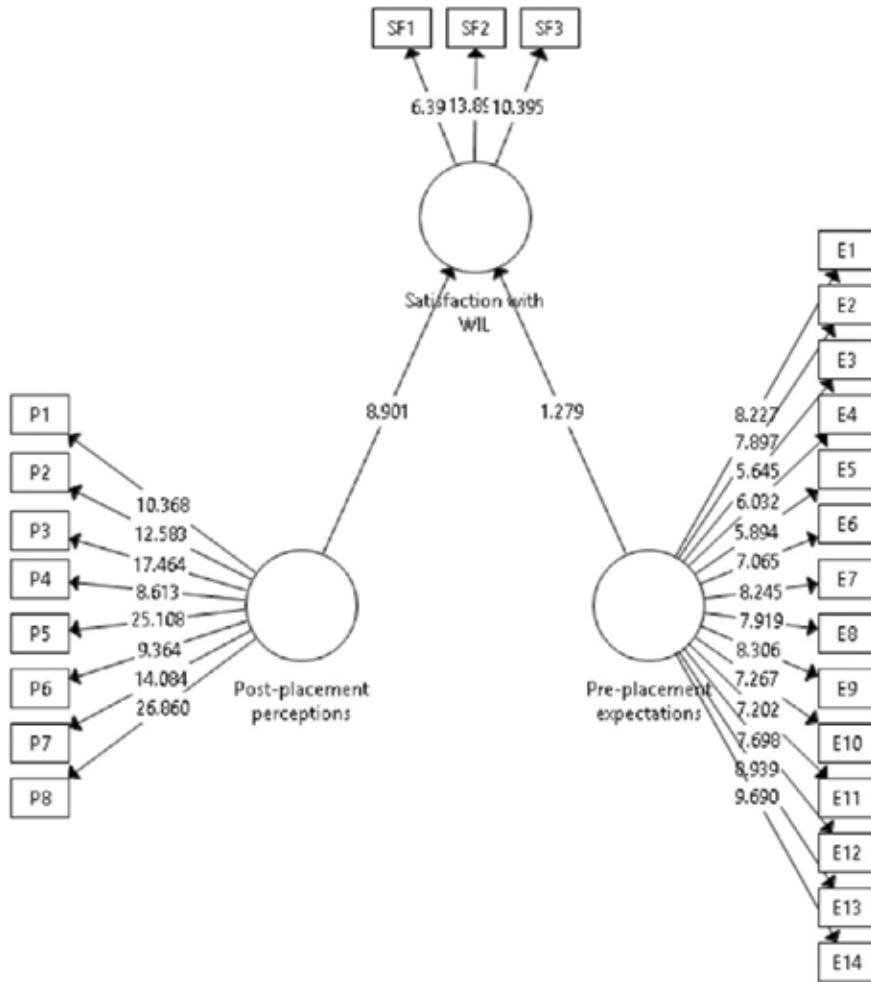 SF1 SF2 SF3
6.39 13.89 10.395
Satisfaction with
WIL
8.901 1.279
P1
P2
P3
P4
P5
P6
P7
P8
10.368
12.583
17.464
8.613
25.108
9.364
14.084
26.860
Post-placement
perceptions
Pre-placement
expectations
8.227
7.897
5.645
6.032
5.894
7.065
8.245
7.919
8.306
7.267
7.202
7.698
8.939
9.690
E1
E2
E3
E4
E5
E6
E7
E8
E9
E10
E11
E12
E13
E14